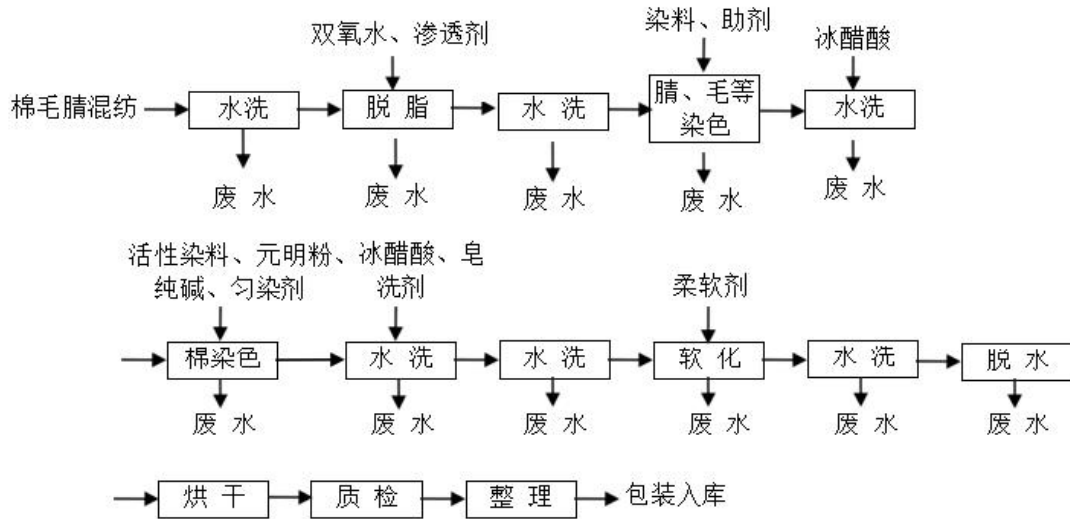 双氧水、渗透剂
染料、助剂
冰醋酸
棉毛腈混纺
水洗
脱 脂
水 洗
腈、毛等
染色
水洗
废 水
废 水
废 水
废 水
废 水
活性染料、元明粉、
纯碱、匀染剂
冰醋酸、皂
洗剂
柔软剂
棉染色
水 洗
水 洗
软 化
水 洗
脱 水
废 水
废 水
废 水
废 水
废 水
废 水
烘 干
质 检
整 理
包装入库